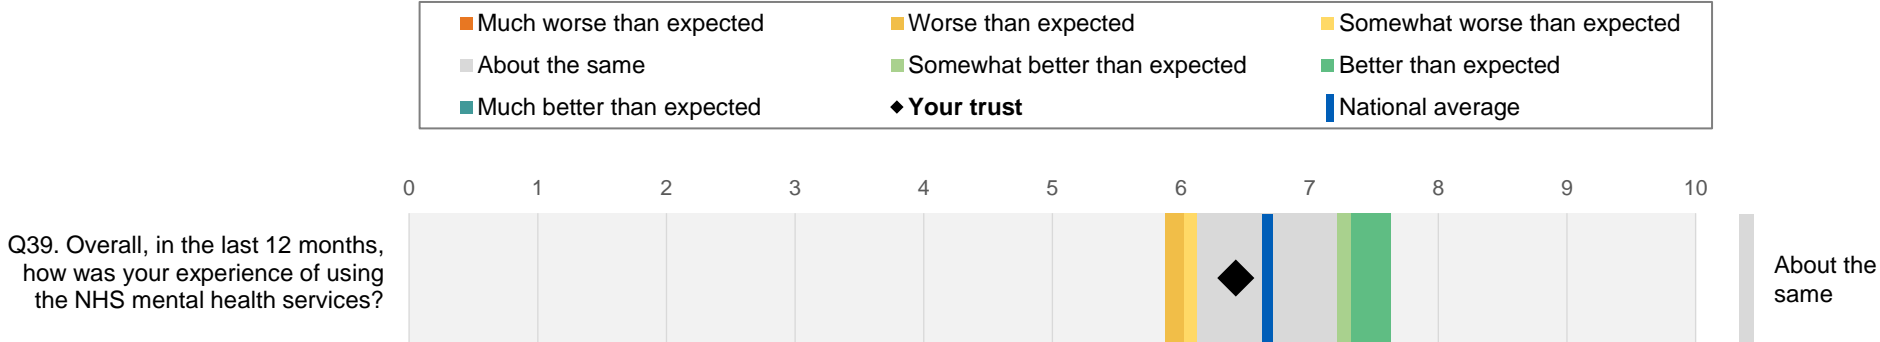 Much worse than expected
Worse than expected
Somewhat worse than expected
About the same
Somewhat better than expected
Better than expected
Much better than expected
Your trust
National average
0 1 2 3 4 5 6 7 8 9 10
Q39. Overall, in the last 12 months,
how was your experience of using
the NHS mental health services?
About the
same